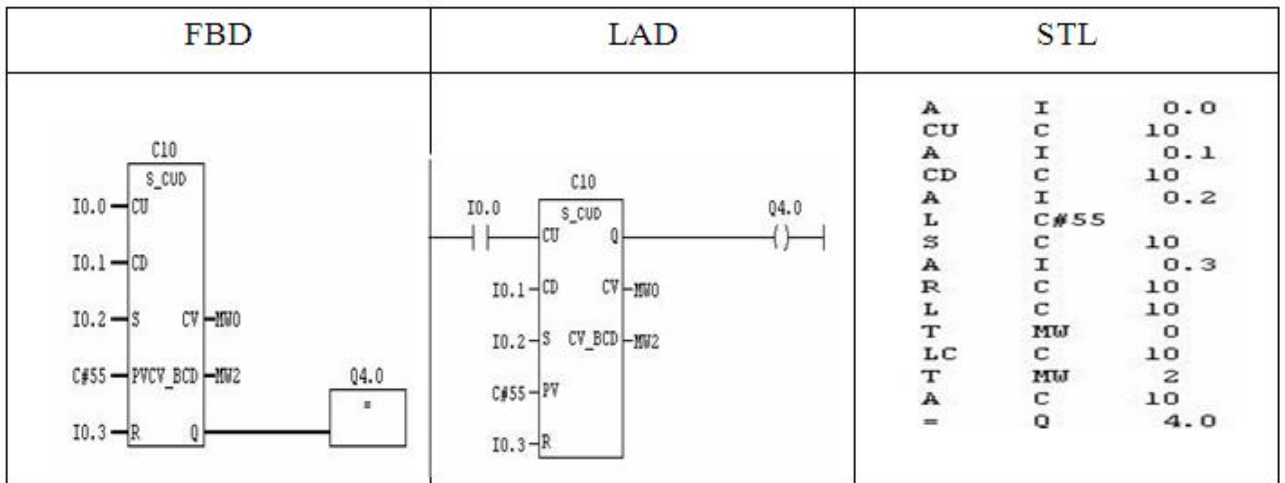 FBD
LAD
STL
C10
S_CUD
I0.0 CU
I0.1 CD
I0.2 S CV MW0
C#55 PV CV_BCD MW2
I0.3 R Q
Q4.0
=
C10
I0.0 S_CUD Q4.0
CU Q ( )
I0.1 CD CV MW0
I0.2 S CV_BCD MW2
C#55 PV
I0.3 R
A I 0.0
CU C 10
A I 0.1
CD C 10
A I 0.2
L C#55
S C 10
A I 0.3
R C 10
L C 10
T MW 0
LC C 10
T MW 2
A C 10
= Q 4.0